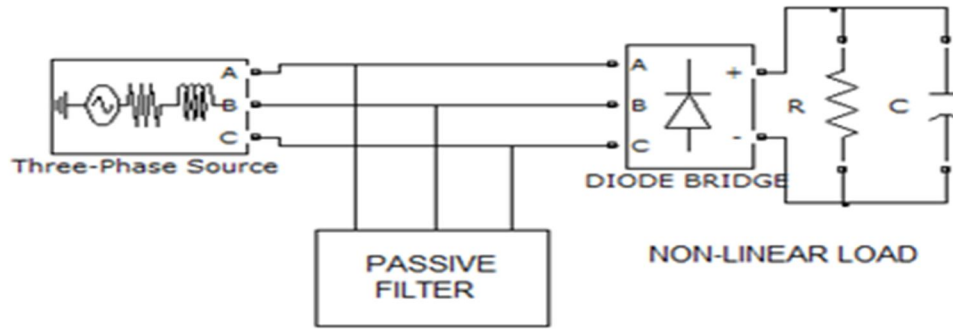 A
B
C
Three-Phase Source
A
B
C
+
-
DIODE BRIDGE
R
C
PASSIVE
FILTER
NON-LINEAR LOAD